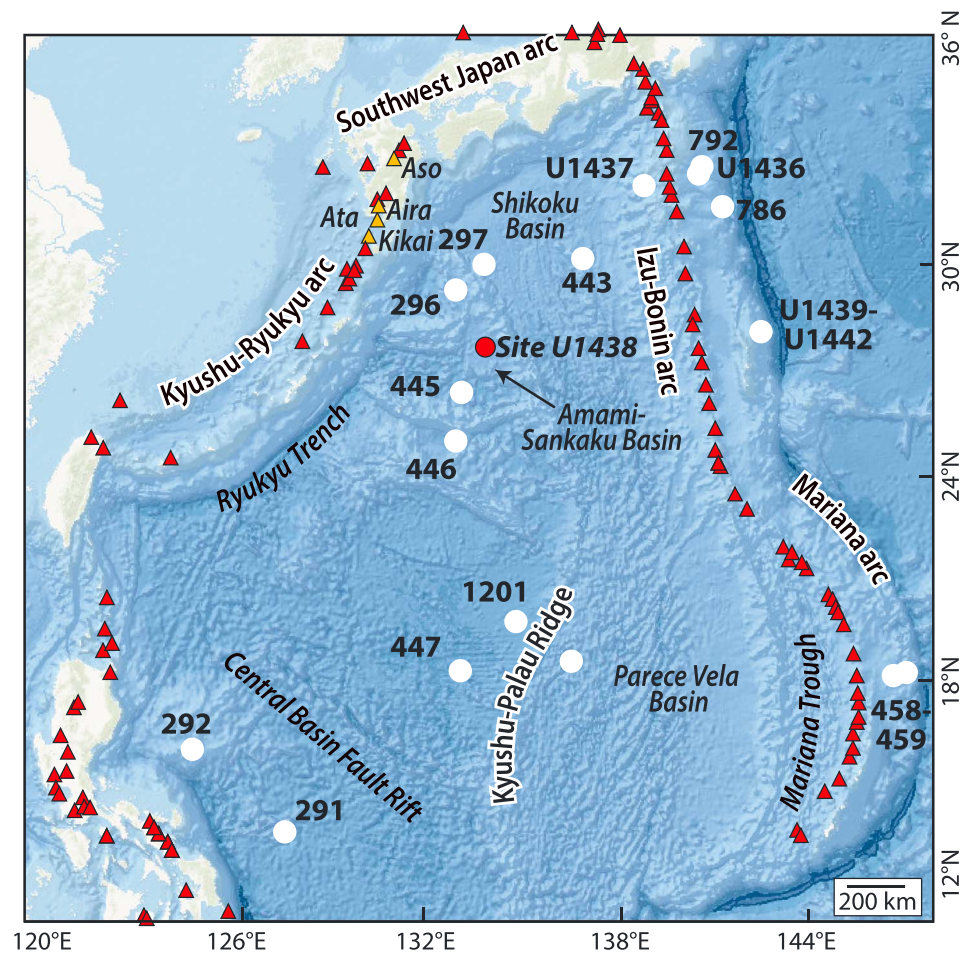 36° N
Southwest Japan arc
792
U1437
U1436
Aso
786
Shikoku
Basin
Ata
Aira
Kikai
297
30°N
443
296
Izu-Bonin arc
U1439-
U1442
Kyushu-Ryukyu arc
Site U1438
445
Amami-
Sankaku Basin
Ryukyu Trench
446
24°N
Mariana arc
1201
447
Kyushu-Palau Ridge
Parece Vela
Basin
Mariana Trough
18°N
458-
459
Central Basin Fault Rift
292
291
12°N
200 km
120°E
126°E
132°E
138°E
144°E